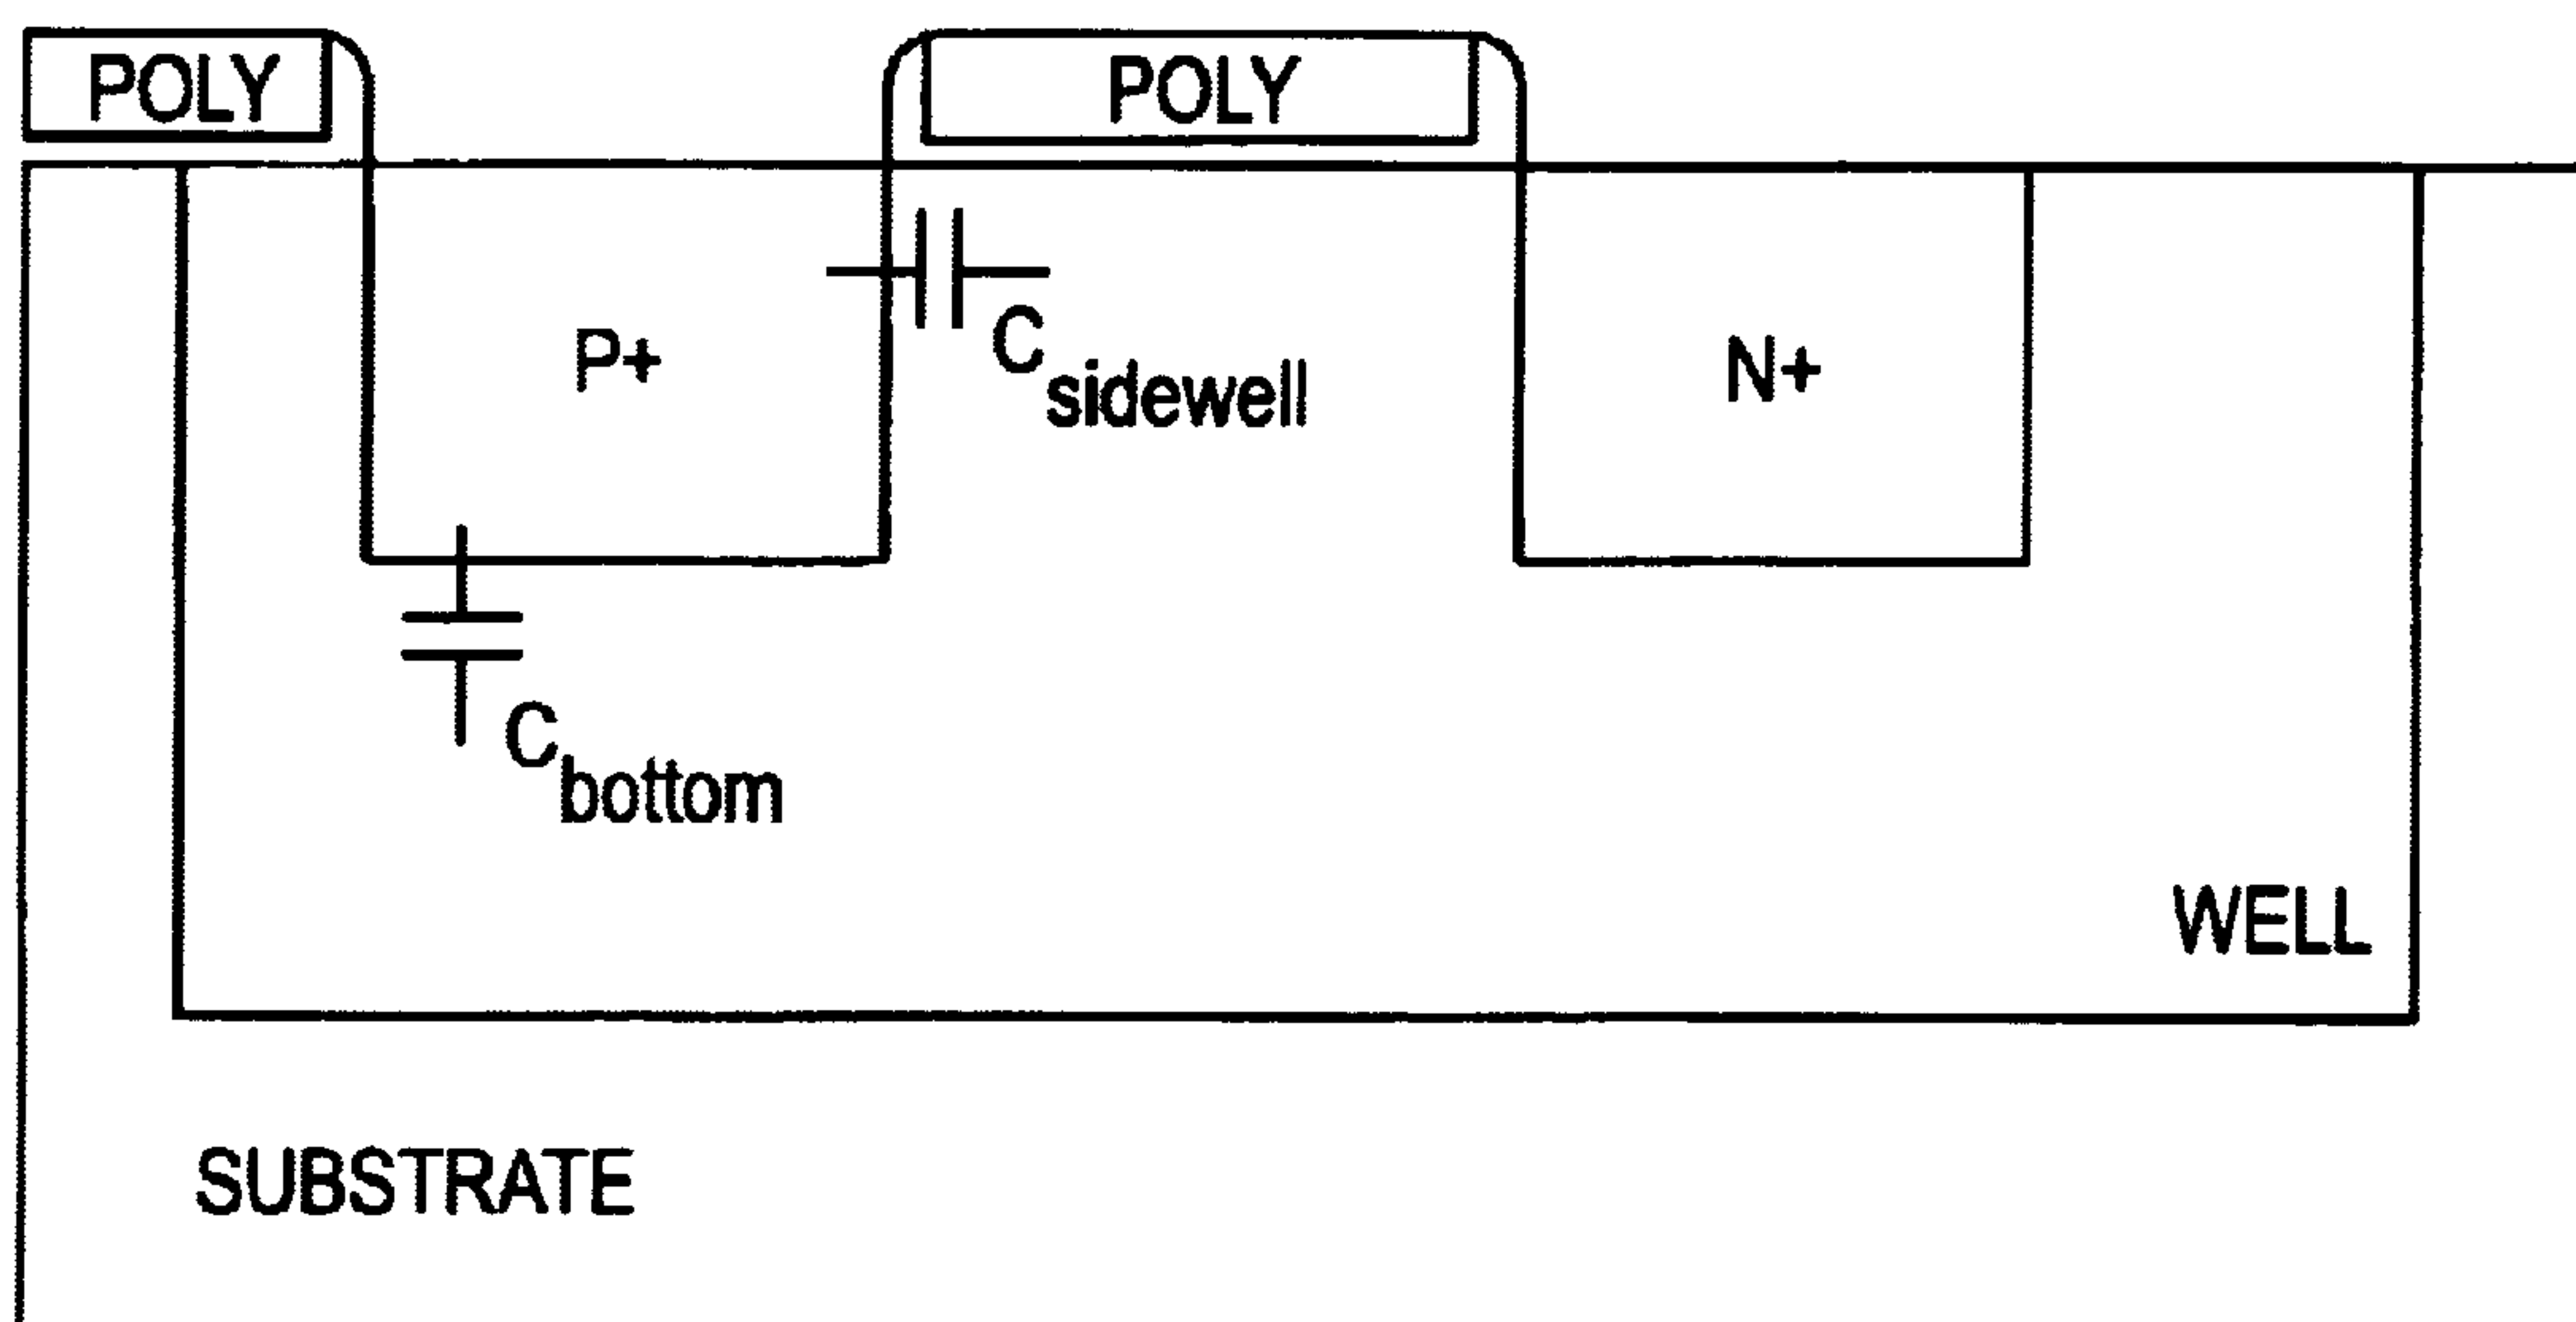 POLY
POLY
P+
C sidewell
N+
C bottom
WELL
SUBSTRATE